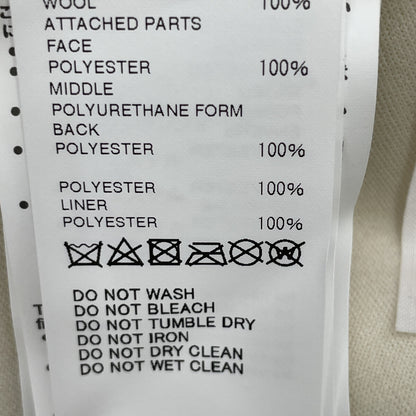 WOOL 100%
ATTACHED PARTS
FACE
POLYESTER 100%
MIDDLE
POLYURETHANE FORM
BACK
POLYESTER 100%
POLYESTER 100%
LINER
POLYESTER 100%
DO NOT WASH
DO NOT BLEACH
DO NOT TUMBLE DRY
DO NOT IRON
DO NOT DRY CLEAN
DO NOT WET CLEAN